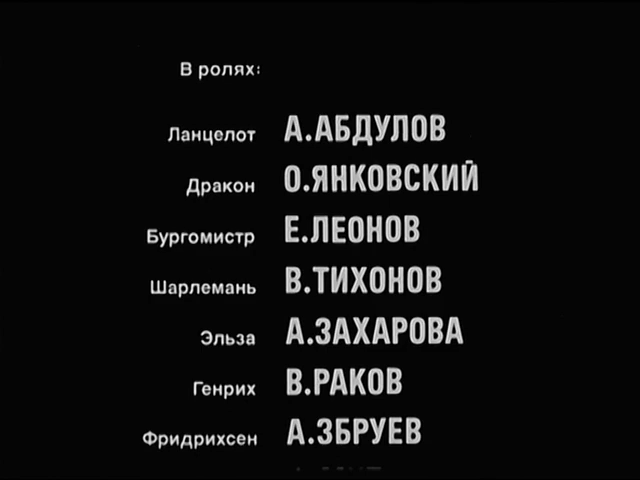 В ролях:
Ланцелот А.АБДУЛОВ
Дракон О.ЯНКОВСКИЙ
Бургомистр Е.ЛЕОНОВ
Шарлемань В.ТИХОНОВ
Эльза А.ЗАХАРОВА
Генрих В.РАКОВ
Фридрихсен А.ЗБРУЕВ